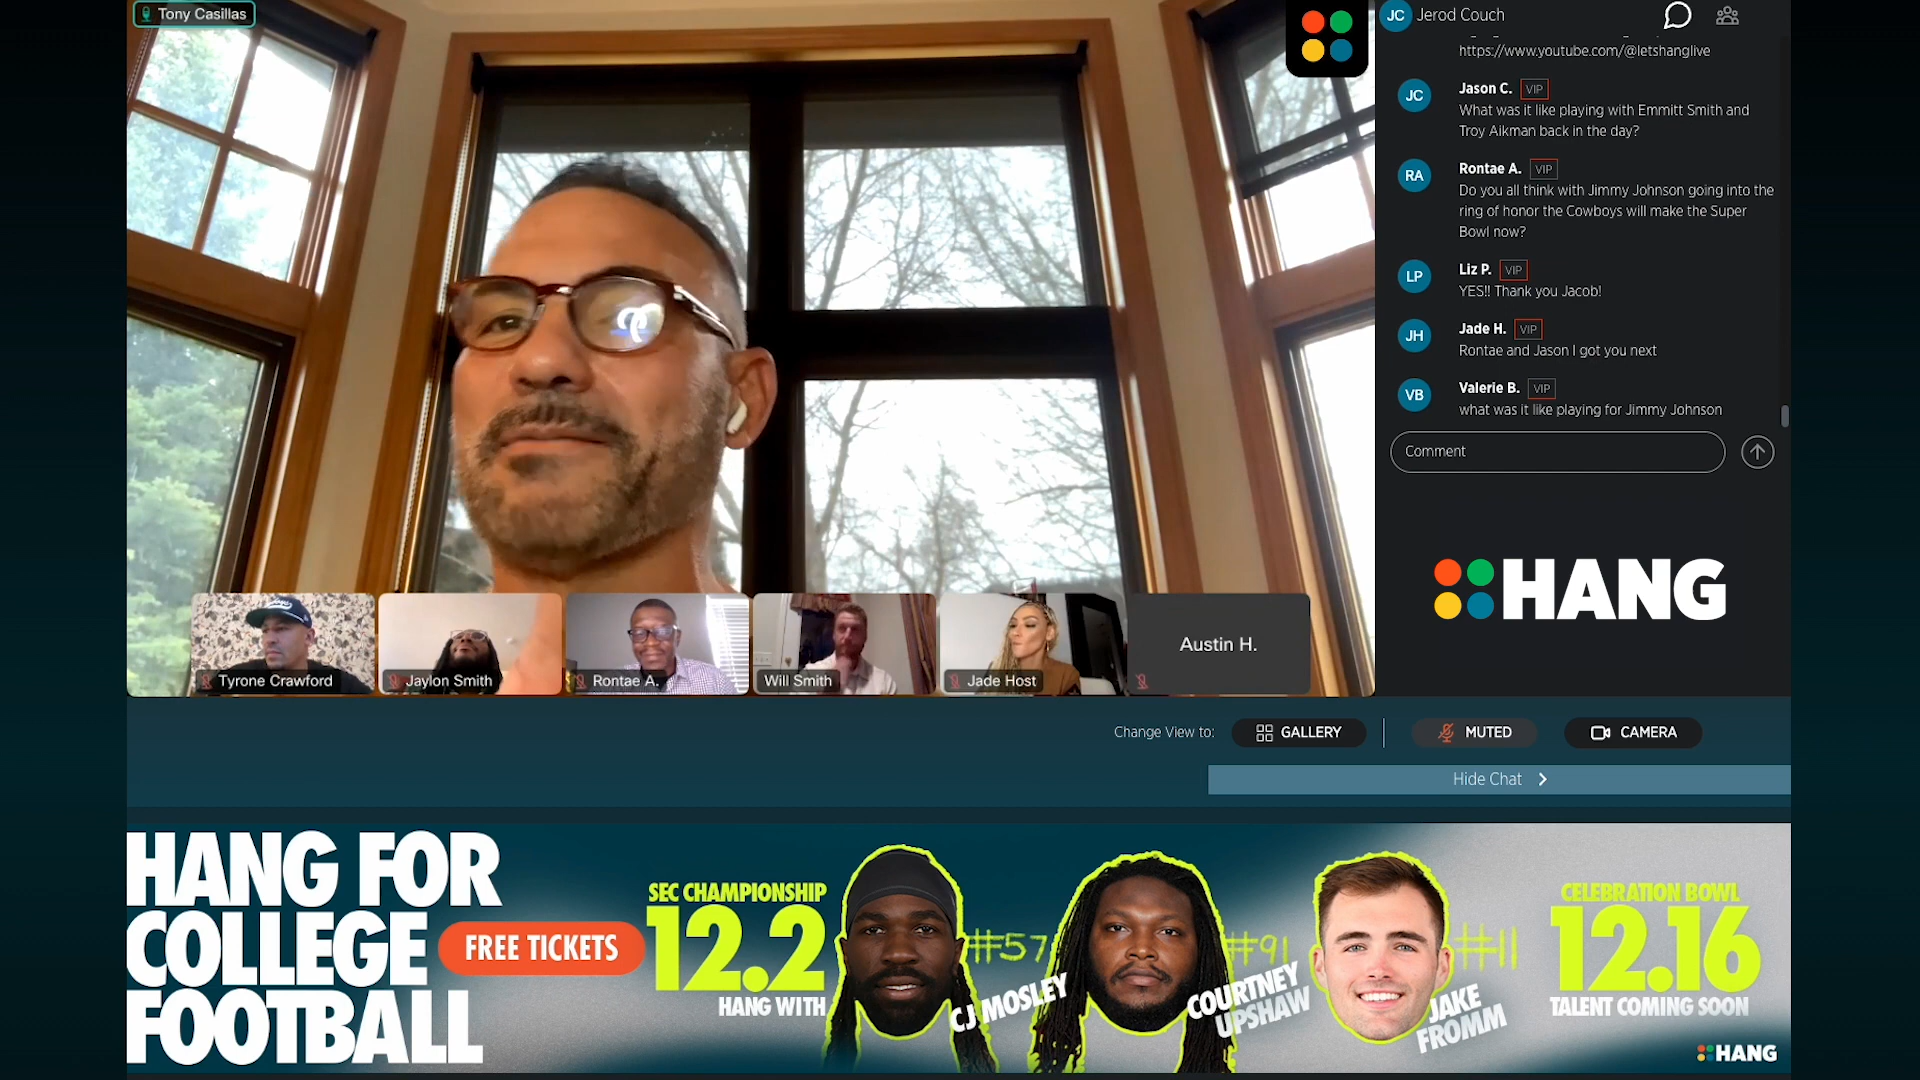 Tony Casillas
JC Jerod Couch
https://www.youtube.com/@letshanglive
JC Jason C. VIP
What was it like playing with Emmitt Smith and
Troy Aikman back in the day?
RA Rontae A. VIP
Do you all think with Jimmy Johnson going into the
ring of honor the Cowboys will make the Super
Bowl now?
LP Liz P. VIP
YES!! Thank you Jacob!
JH Jade H. VIP
Rontae and Jason I got you next
VB Valerie B. VIP
what was it like playing for Jimmy Johnson
Comment
HANG
Austin H.
Tyrone Crawford
Jaylon Smith
Rontae A.
Will Smith
Jade Host
Change View to:
GALLERY
MUTED
CAMERA
Hide Chat
HANG FOR
COLLEGE
FOOTBALL
FREE TICKETS
SEC CHAMPIONSHIP
12.2
HANG WITH
#57
CJ MOSLEY
#91
COURTNEY
UPSHAW
#11
JAKE
FROMM
CELEBRATION BOWL
12.16
TALENT COMING SOON
HANG